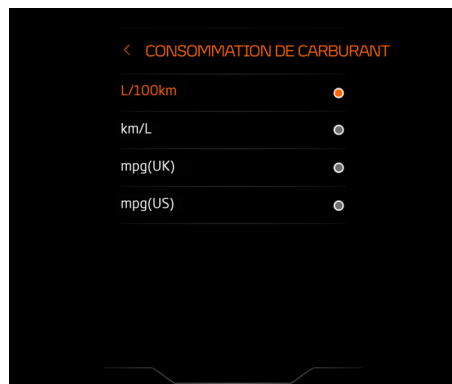 < CONSOMMATION DE CARBURANT
L/100km
km/L
mpg(UK)
mpg(US)